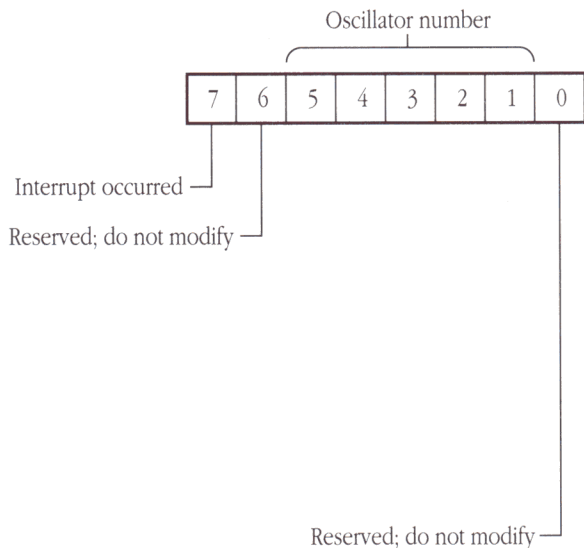 Oscillator number
7 6 5 4 3 2 1 0
Interrupt occurred
Reserved; do not modify
Reserved; do not modify